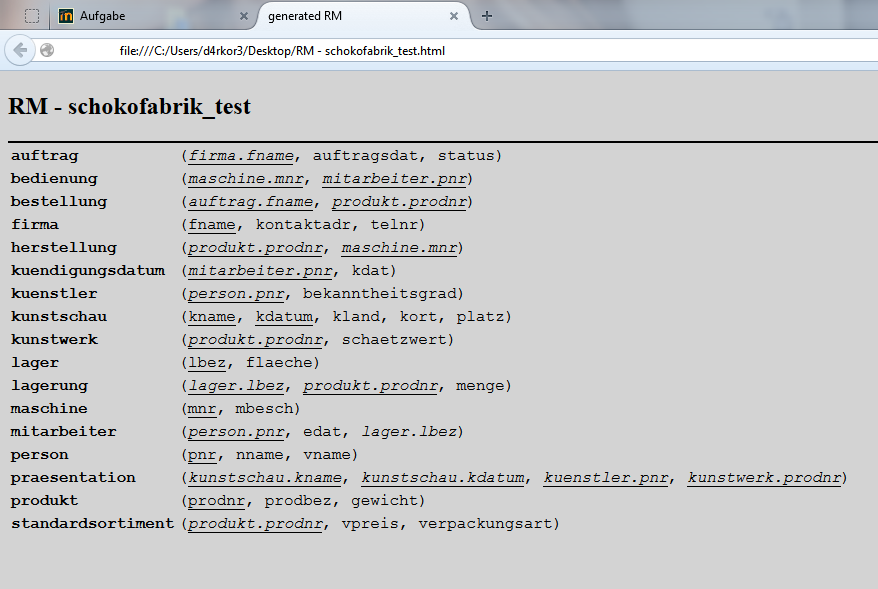 Aufgabe
generated RM
file:///C:/Users/d4rkor3/Desktop/RM - schokofabrik_test.html
RM - schokofabrik_test
auftrag (firma.fname, auftragsdat, status)
bedienung (maschine.mnr, mitarbeiter.pnr)
bestellung (auftrag.fname, produkt.prodnr)
firma (fname, kontaktadr, telnr)
herstellung (produkt.prodnr, maschine.mnr)
kuendigungsdatum (mitarbeiter.pnr, kdat)
kuenstler (person.pnr, bekanntheitsgrad)
kunstschau (kname, kdatum, kland, kort, platz)
kunstwerk (produkt.prodnr, schaetzwert)
lager (lbez, flaeche)
lagerung (lager.lbez, produkt.prodnr, menge)
maschine (mnr, mbesch)
mitarbeiter (person.pnr, edat, lager.lbez)
person (pnr, nname, vname)
praesentation (kunstschau.kname, kunstschau.kdatum, kuenstler.pnr, kunstwerk.prodnr)
produkt (prodnr, prodbez, gewicht)
standardsortiment (produkt.prodnr, vpreis, verpackungsart)